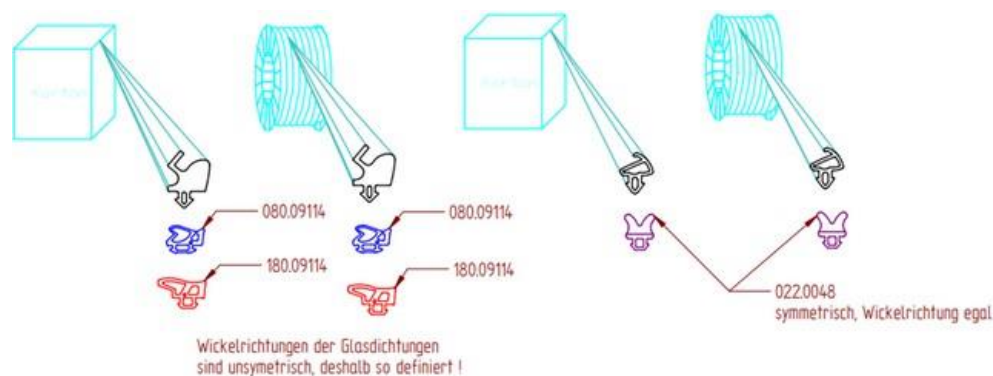 080.09114
080.09114
180.09114
180.09114
022.0048
symmetrisch, Wickelrichtung egal
Wickelrichtungen der Glasdichtungen
sind unsymetrisch, deshalb so definiert !